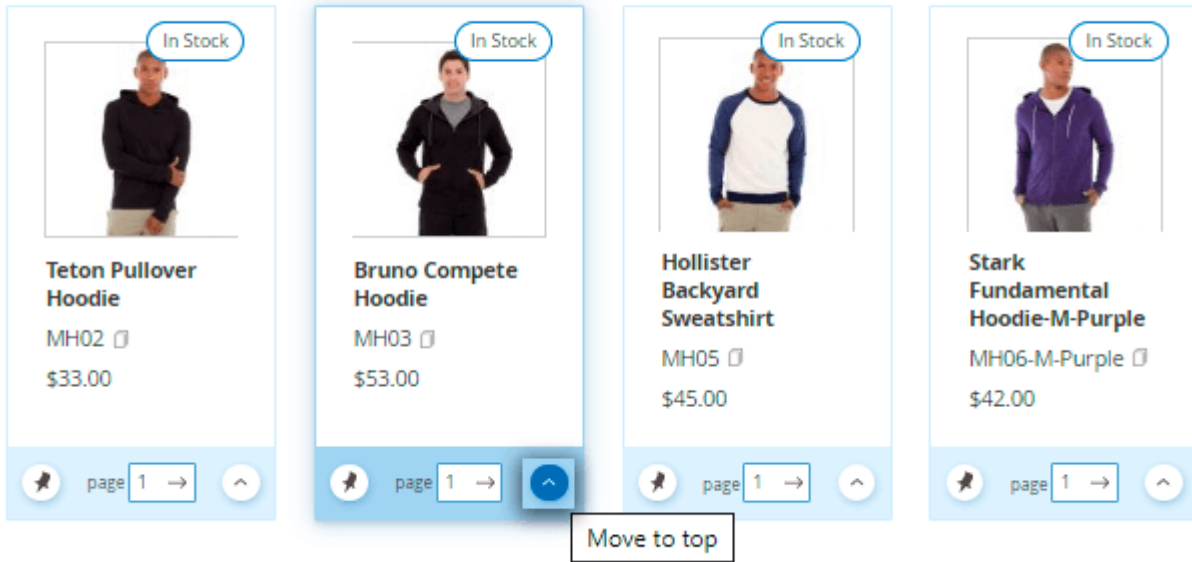 In Stock
In Stock
In Stock
In Stock
Teton Pullover
Hoodie
MH02
$33.00
page 1 →
Bruno Compete
Hoodie
MH03
$53.00
page 1 →
Move to top
Hollister
Backyard
Sweatshirt
MH05
$45.00
page 1 →
Stark
Fundamental
Hoodie-M-Purple
MH06-M-Purple
$42.00
page 1 →